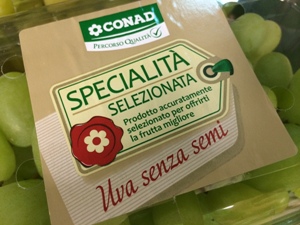 CONAD
PERCORSO QUALITÀ
SPECIALITÀ
SELEZIONATA
Prodotto accuratamente
selezionato per offrirti
la frutta migliore
Uva senza semi